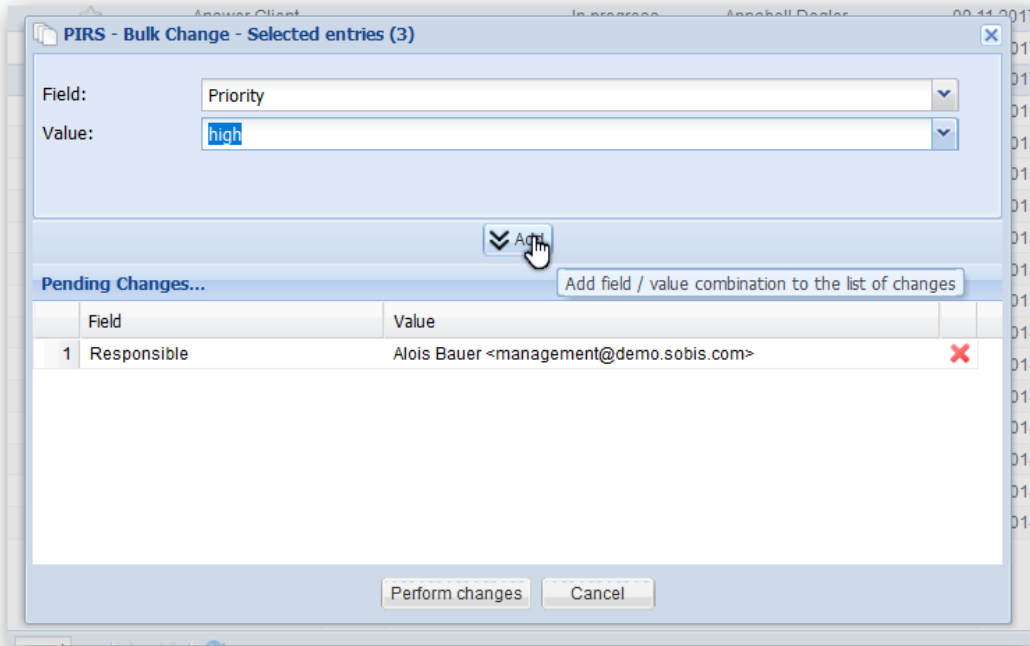 PIRS - Bulk Change - Selected entries (3)
Field: Priority
Value: high
Add
Add field / value combination to the list of changes
Pending Changes...
Field Value
1 Responsible Alois Bauer <management@demo.sobis.com>
Perform changes Cancel